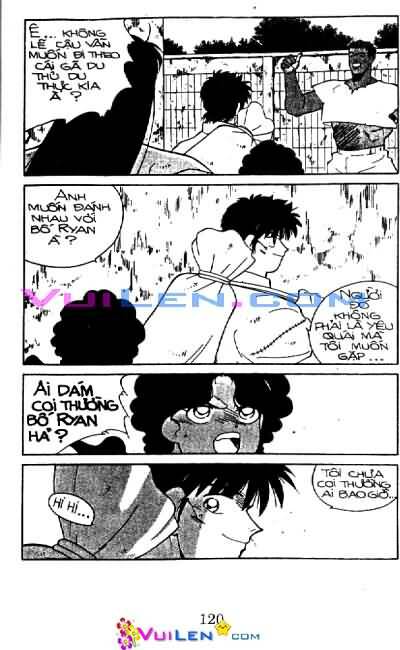 Ê... KHÔNG
LẼ CẬU VẪN
MUỐN ĐI THEO
CÁI GÃ DU
THỦ DU
THỰC KIA
À?
ANH
MUỐN ĐÁNH
NHAU VỚI
BỐ RYAN
À?
NGƯỜI
ĐÓ
KHÔNG
PHẢI LÀ YÊU
QUÁI MÀ
TÔI MUỐN
GẶP...
VUILEN.COM
AI DÁM
COI THƯỜNG
BỐ RYAN
HẢ?
HÌ HÌ...
TÔI CHƯA
COI THƯỜNG
AI BAO GIỜ...
120
VUILEN.COM